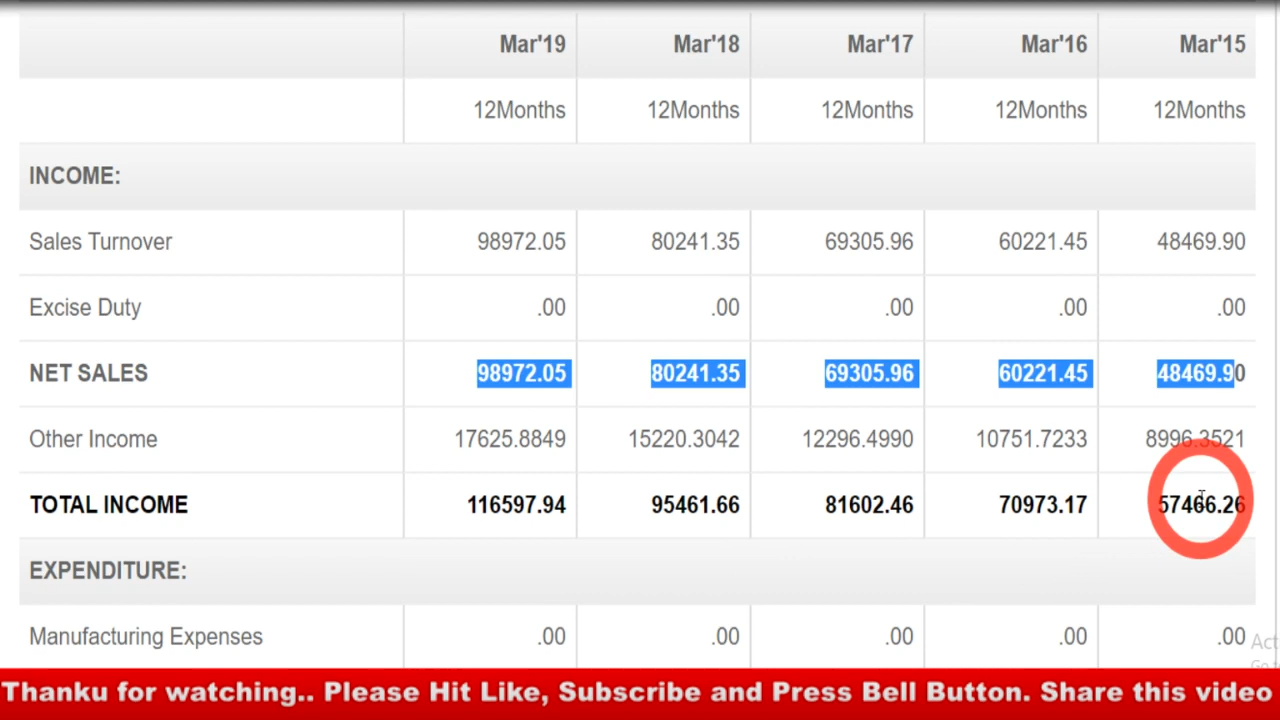 Mar'19 Mar'18 Mar'17 Mar'16 Mar'15
12Months 12Months 12Months 12Months 12Months
INCOME:
Sales Turnover 98972.05 80241.35 69305.96 60221.45 48469.90
Excise Duty .00 .00 .00 .00 .00
NET SALES 98972.05 80241.35 69305.96 60221.45 48469.90
Other Income 17625.8849 15220.3042 12296.4990 10751.7233 8996.3521
TOTAL INCOME 116597.94 95461.66 81602.46 70973.17 57466.26
EXPENDITURE:
Manufacturing Expenses .00 .00 .00 .00 .00
Thanku for watching.. Please Hit Like, Subscribe and Press Bell Button. Share this video